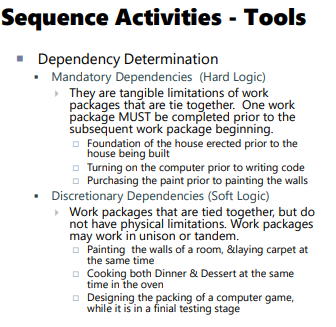 Sequence Activities - Tools
Dependency Determination
Mandatory Dependencies (Hard Logic)
They are tangible limitations of work
packages that are tie together. One work
package MUST be completed prior to the
subsequent work package beginning.
Foundation of the house erected prior to the
house being built
Turning on the computer prior to writing code
Purchasing the paint prior to painting the walls
Discretionary Dependencies (Soft Logic)
Work packages that are tied together, but do
not have physical limitations. Work packages
may work in unison or tandem.
Painting the walls of a room, &laying carpet at
the same time
Cooking both Dinner & Dessert at the same
time in the oven
Designing the packing of a computer game,
while it is in a finial testing stage